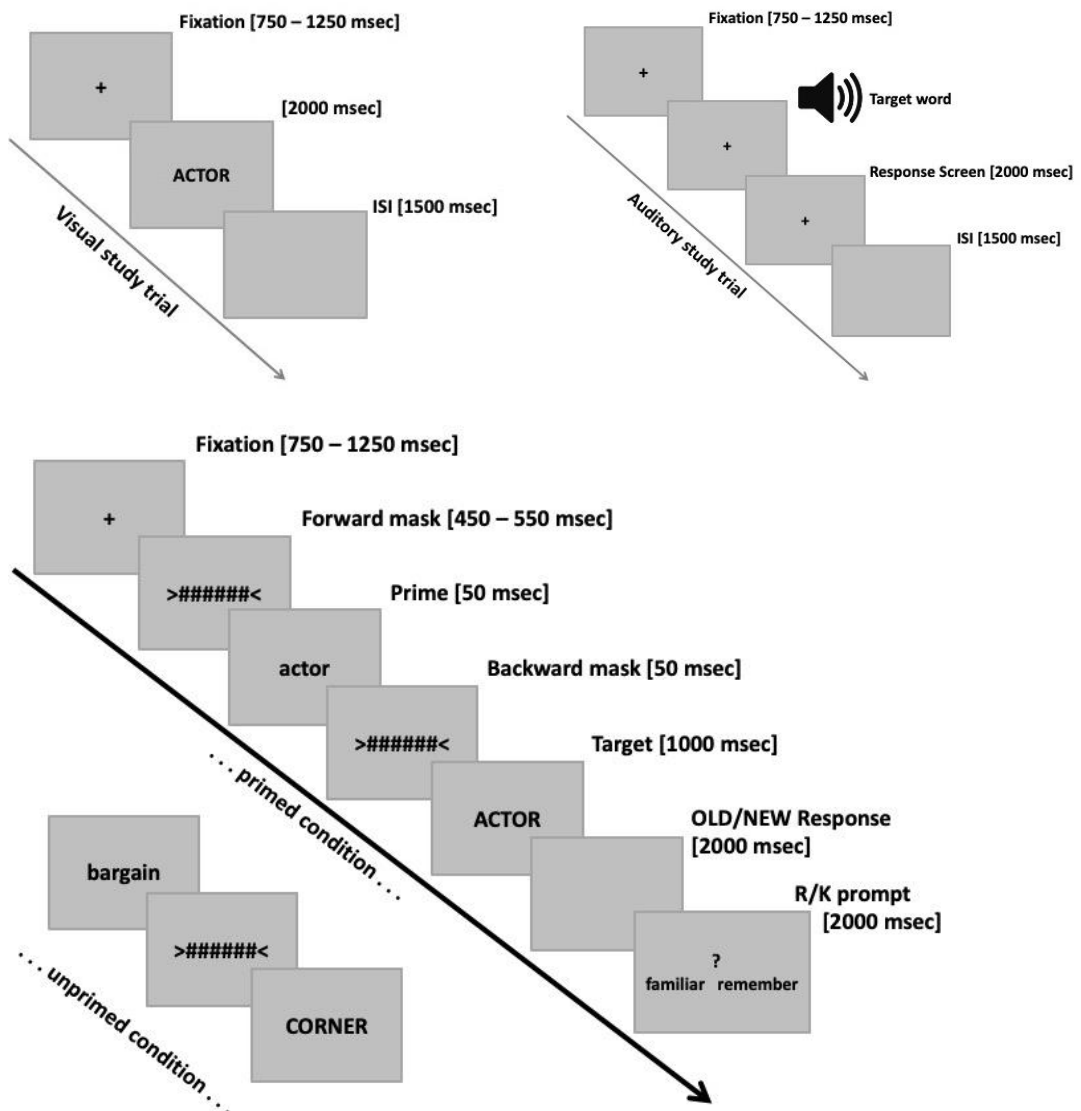 Fixation [750 – 1250 msec]
+
[2000 msec]
ACTOR
ISI [1500 msec]
Visual study trial
Fixation [750 – 1250 msec]
+
Target word
+
Response Screen [2000 msec]
+
ISI [1500 msec]
Auditory study trial
Fixation [750 – 1250 msec]
+
Forward mask [450 – 550 msec]
>######<
Prime [50 msec]
actor
Backward mask [50 msec]
>######<
Target [1000 msec]
ACTOR
OLD/NEW Response
[2000 msec]
R/K prompt
[2000 msec]
?
familiar remember
. . . primed condition . . .
bargain
>######<
CORNER
. . . unprimed condition . . .